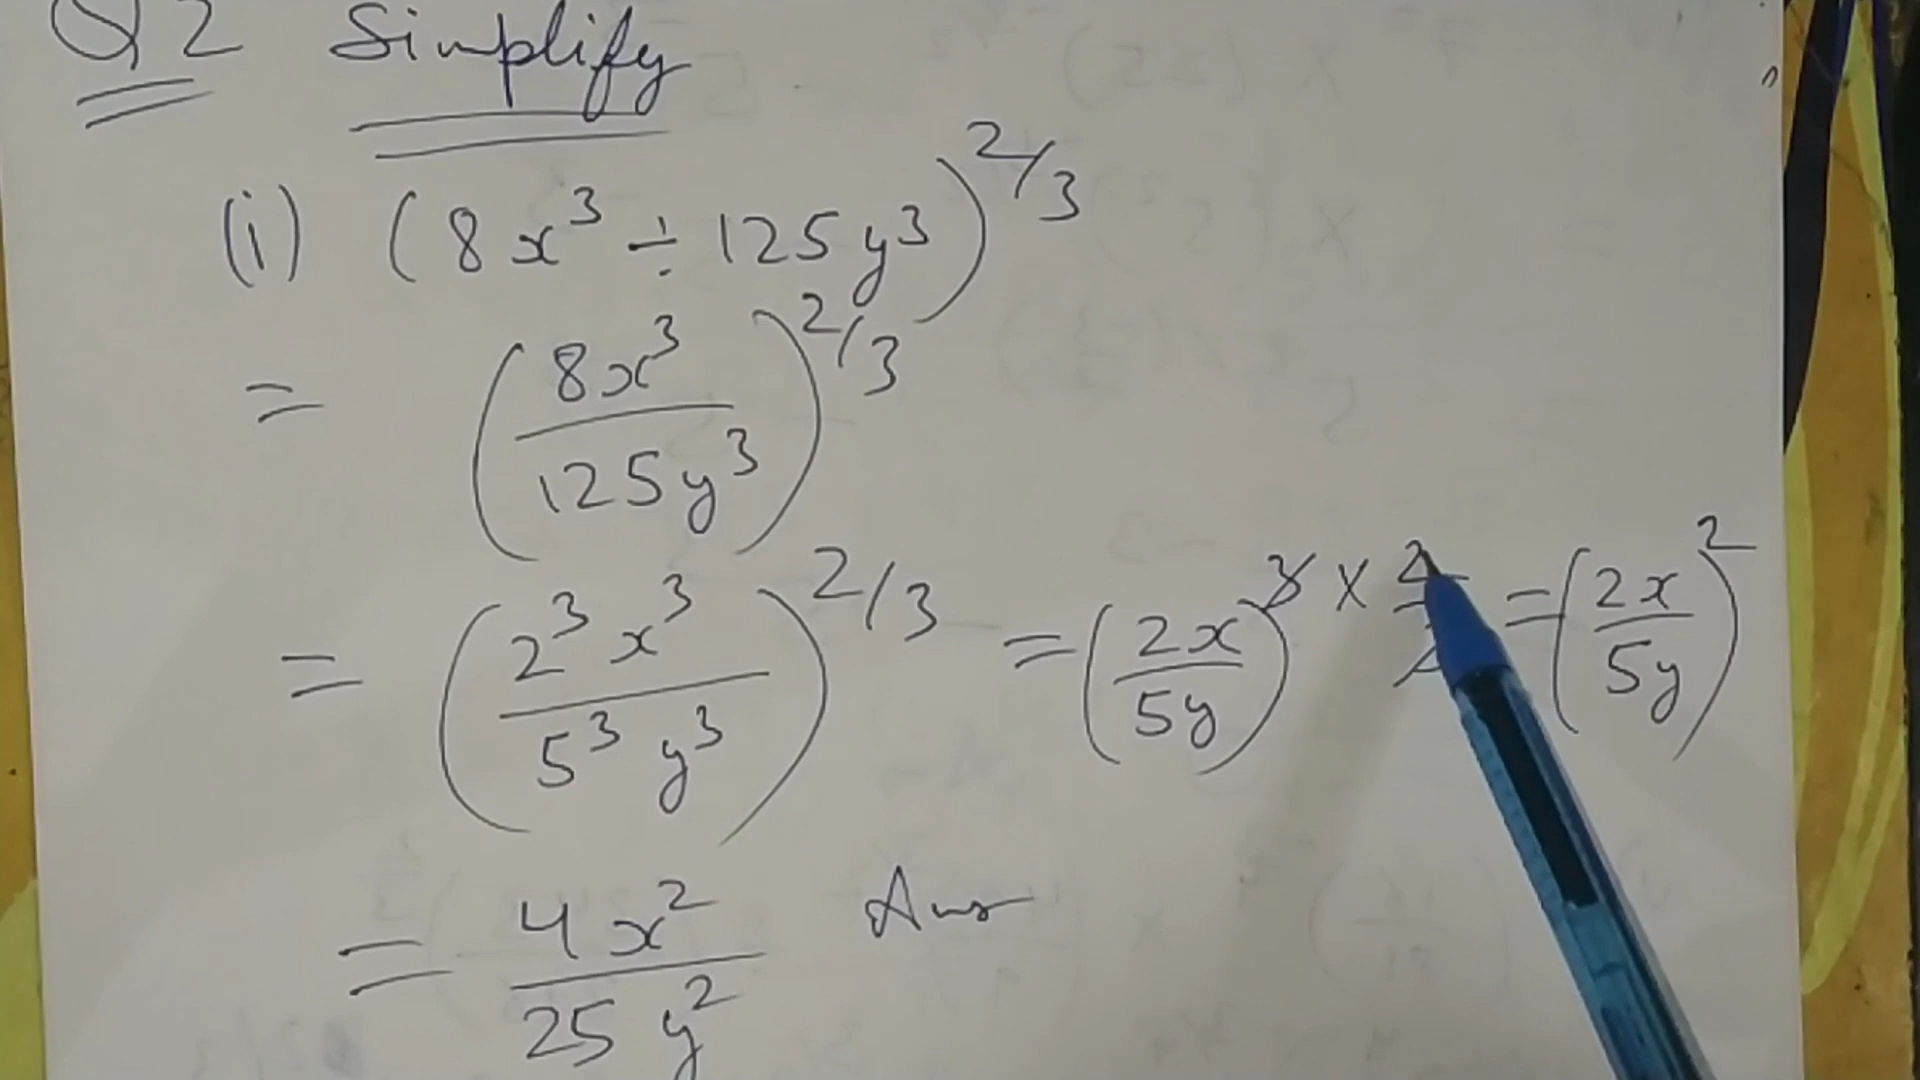 Q2 Simplify
(i) (8x³ ÷ 125y³)^2/3
= (8x³/125y³)^2/3
= (2³x³/5³y³)^2/3 = (2x/5y)^3 × 2/3 = (2x/5y)²
= 4x²/25y² Ans